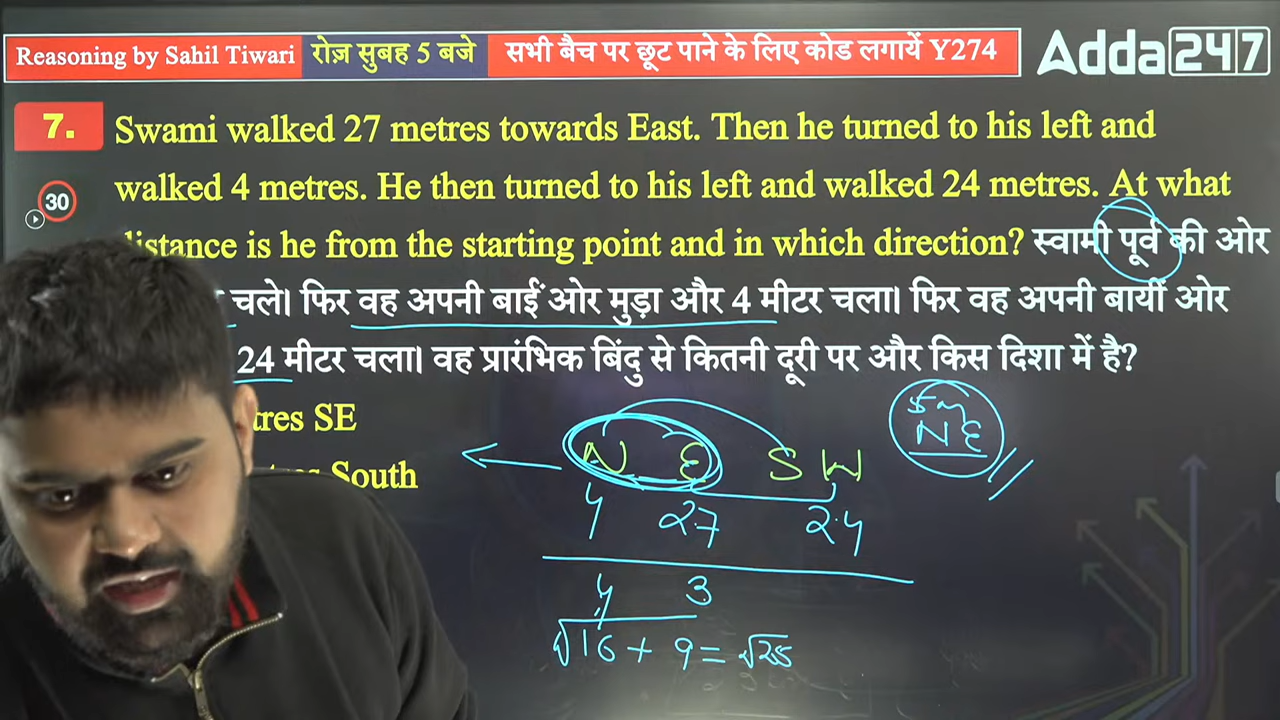 Reasoning by Sahil Tiwari रोज़ सुबह 5 बजे सभी बैच पर छूट पाने के लिए कोड लगायें Y274 Adda247
7. Swami walked 27 metres towards East. Then he turned to his left and
30 walked 4 metres. He then turned to his left and walked 24 metres. At what
distance is he from the starting point and in which direction? स्वामी पूर्व की ओर
चले। फिर वह अपनी बाईं ओर मुड़ा और 4 मीटर चला। फिर वह अपनी बायीं ओर
24 मीटर चला। वह प्रारंभिक बिंदु से कितनी दूरी पर और किस दिशा में है?
tres SE
South
5m
NE
N E S W
4 27 24
4 3
√16 + 9 = √25